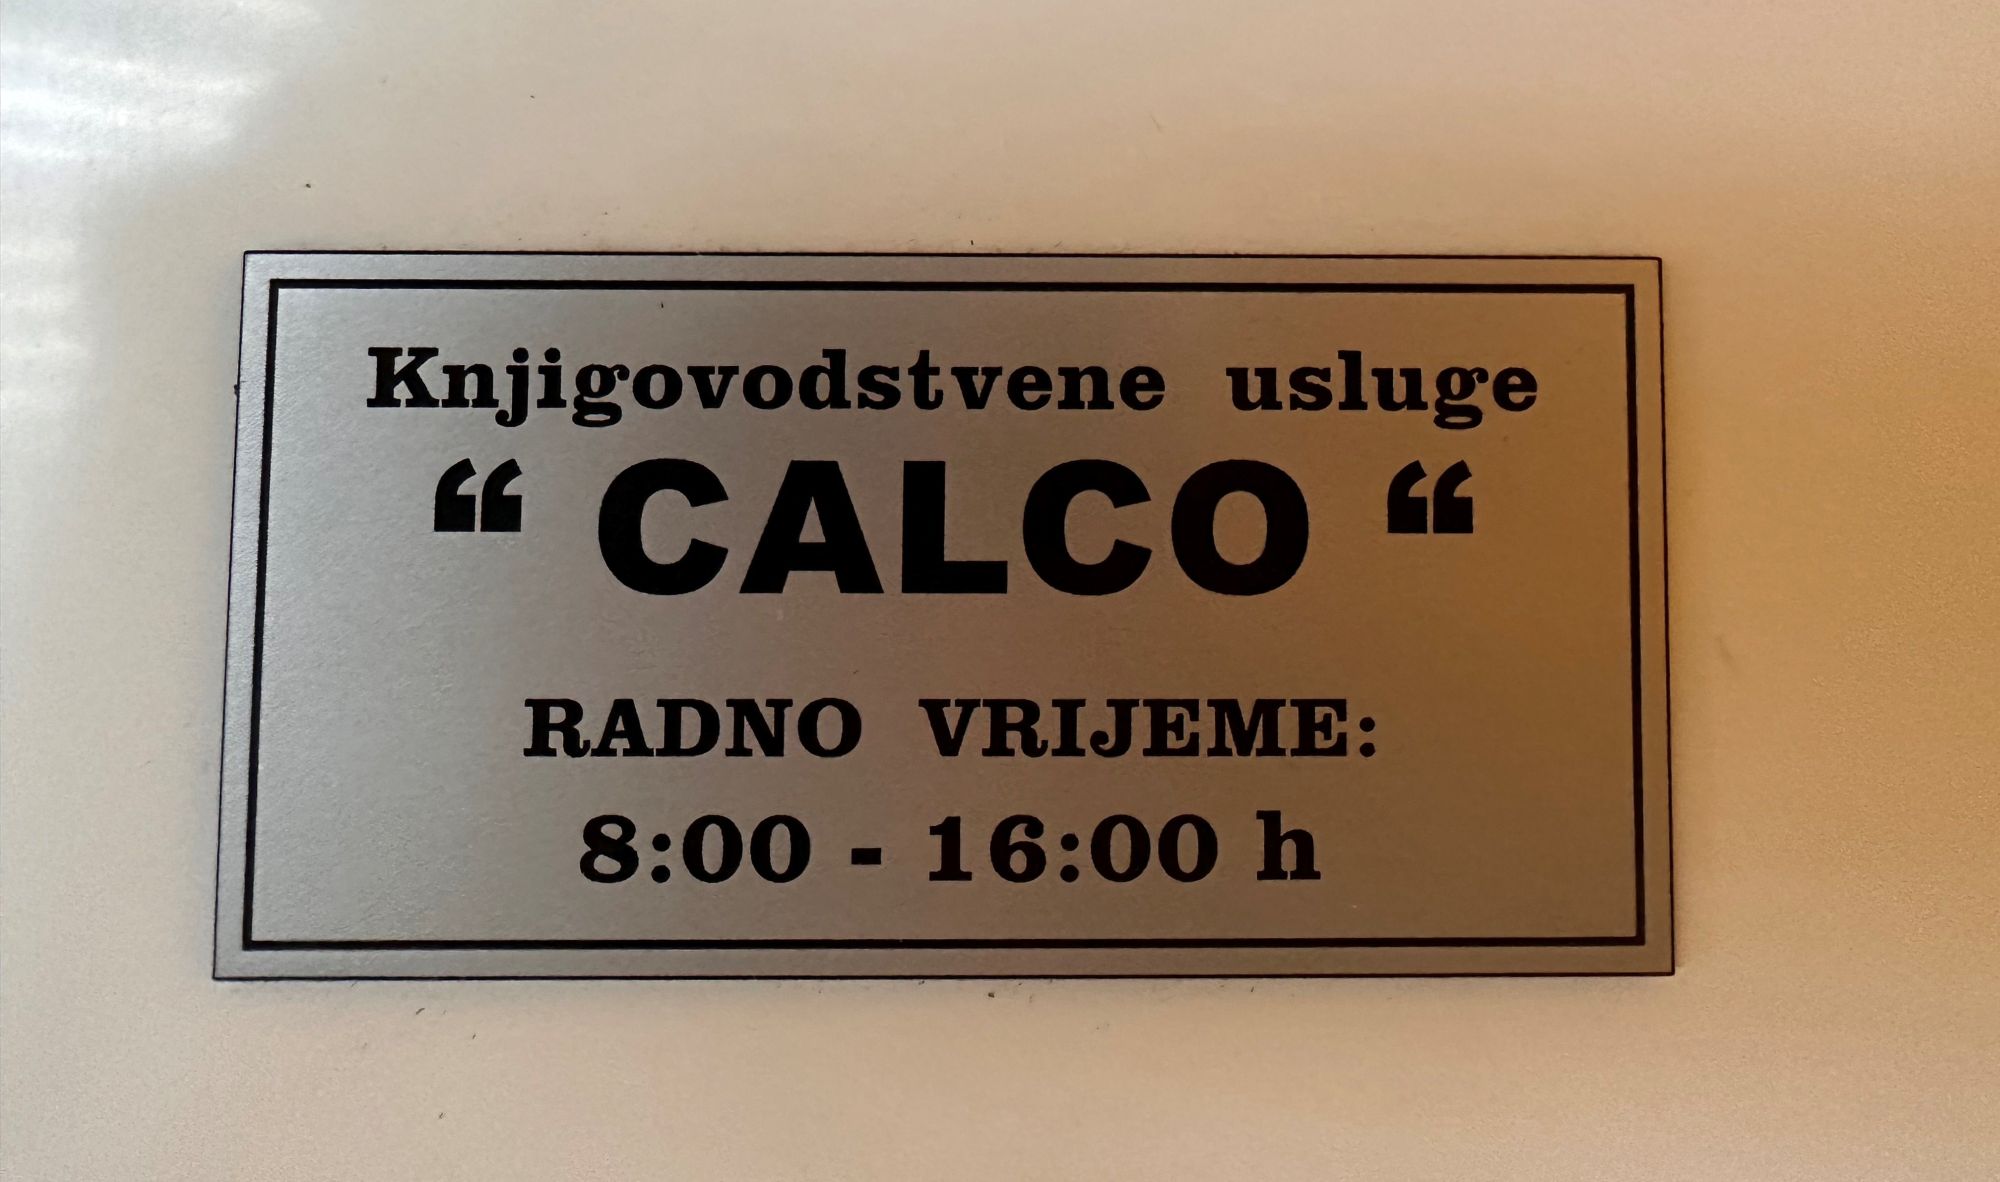 Knjigovodstvene usluge
“ CALCO “
RADNO VRIJEME:
8:00 - 16:00 h